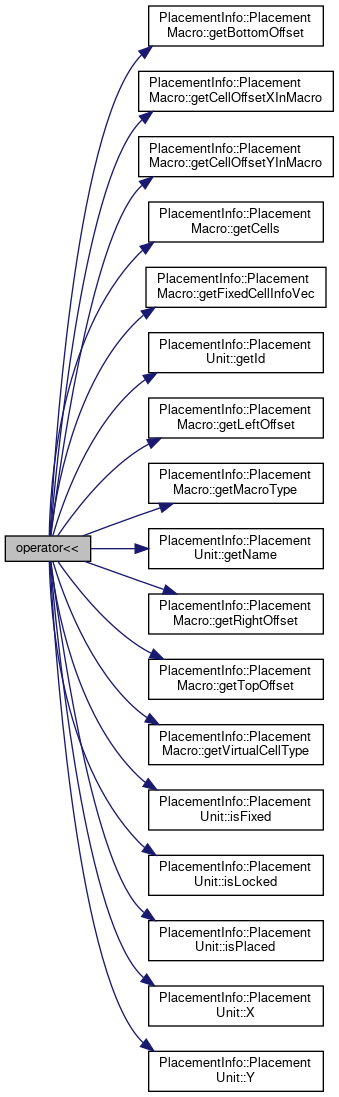 PlacementInfo::Placement
Macro::getBottomOffset
PlacementInfo::Placement
Macro::getCellOffsetXInMacro
PlacementInfo::Placement
Macro::getCellOffsetYInMacro
PlacementInfo::Placement
Macro::getCells
PlacementInfo::Placement
Macro::getFixedCellInfoVec
PlacementInfo::Placement
Unit::getId
PlacementInfo::Placement
Macro::getLeftOffset
PlacementInfo::Placement
Macro::getMacroType
operator<<
PlacementInfo::Placement
Unit::getName
PlacementInfo::Placement
Macro::getRightOffset
PlacementInfo::Placement
Macro::getTopOffset
PlacementInfo::Placement
Macro::getVirtualCellType
PlacementInfo::Placement
Unit::isFixed
PlacementInfo::Placement
Unit::isLocked
PlacementInfo::Placement
Unit::isPlaced
PlacementInfo::Placement
Unit::X
PlacementInfo::Placement
Unit::Y